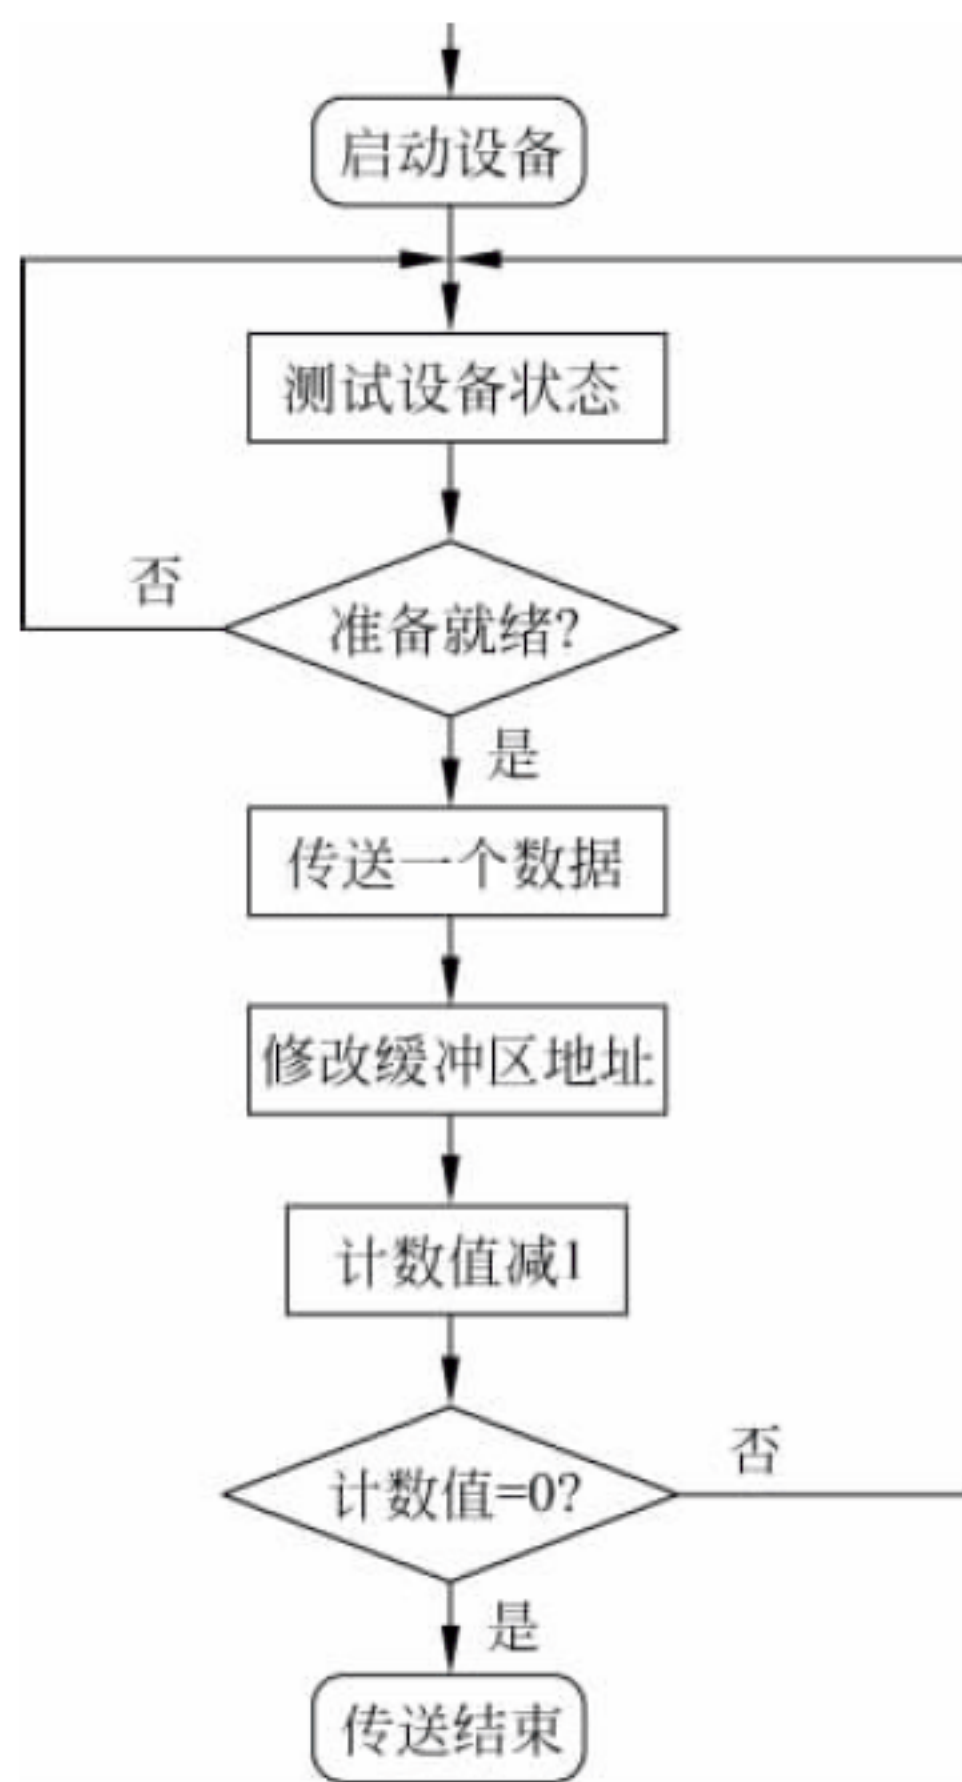 启动设备
测试设备状态
否
准备就绪?
是
传送一个数据
修改缓冲区地址
计数值减1
否
计数值=0?
是
传送结束